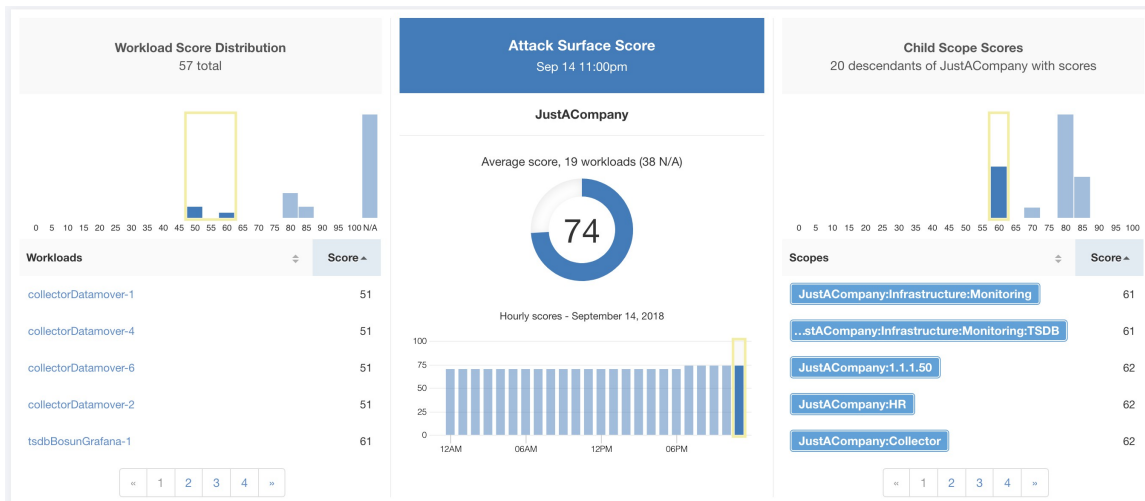 Workload Score Distribution
57 total
0 5 10 15 20 25 30 35 40 45 50 55 60 65 70 75 80 85 90 95 100 N/A
Workloads Score
collectorDatamover-1 51
collectorDatamover-4 51
collectorDatamover-6 51
collectorDatamover-2 51
tsdbBosunGrafana-1 61
« 1 2 3 4 »
Attack Surface Score
Sep 14 11:00pm
JustACompany
Average score, 19 workloads (38 N/A)
74
Hourly scores - September 14, 2018
100
75
50
25
0
12AM 06AM 12PM 06PM
Child Scope Scores
20 descendants of JustACompany with scores
0 5 10 15 20 25 30 35 40 45 50 55 60 65 70 75 80 85 90 95 100
Scopes Score
JustACompany:Infrastructure:Monitoring 61
...stACompany:Infrastructure:Monitoring:TSDB 61
JustACompany:1.1.1.50 62
JustACompany:HR 62
JustACompany:Collector 62
« 1 2 3 4 »